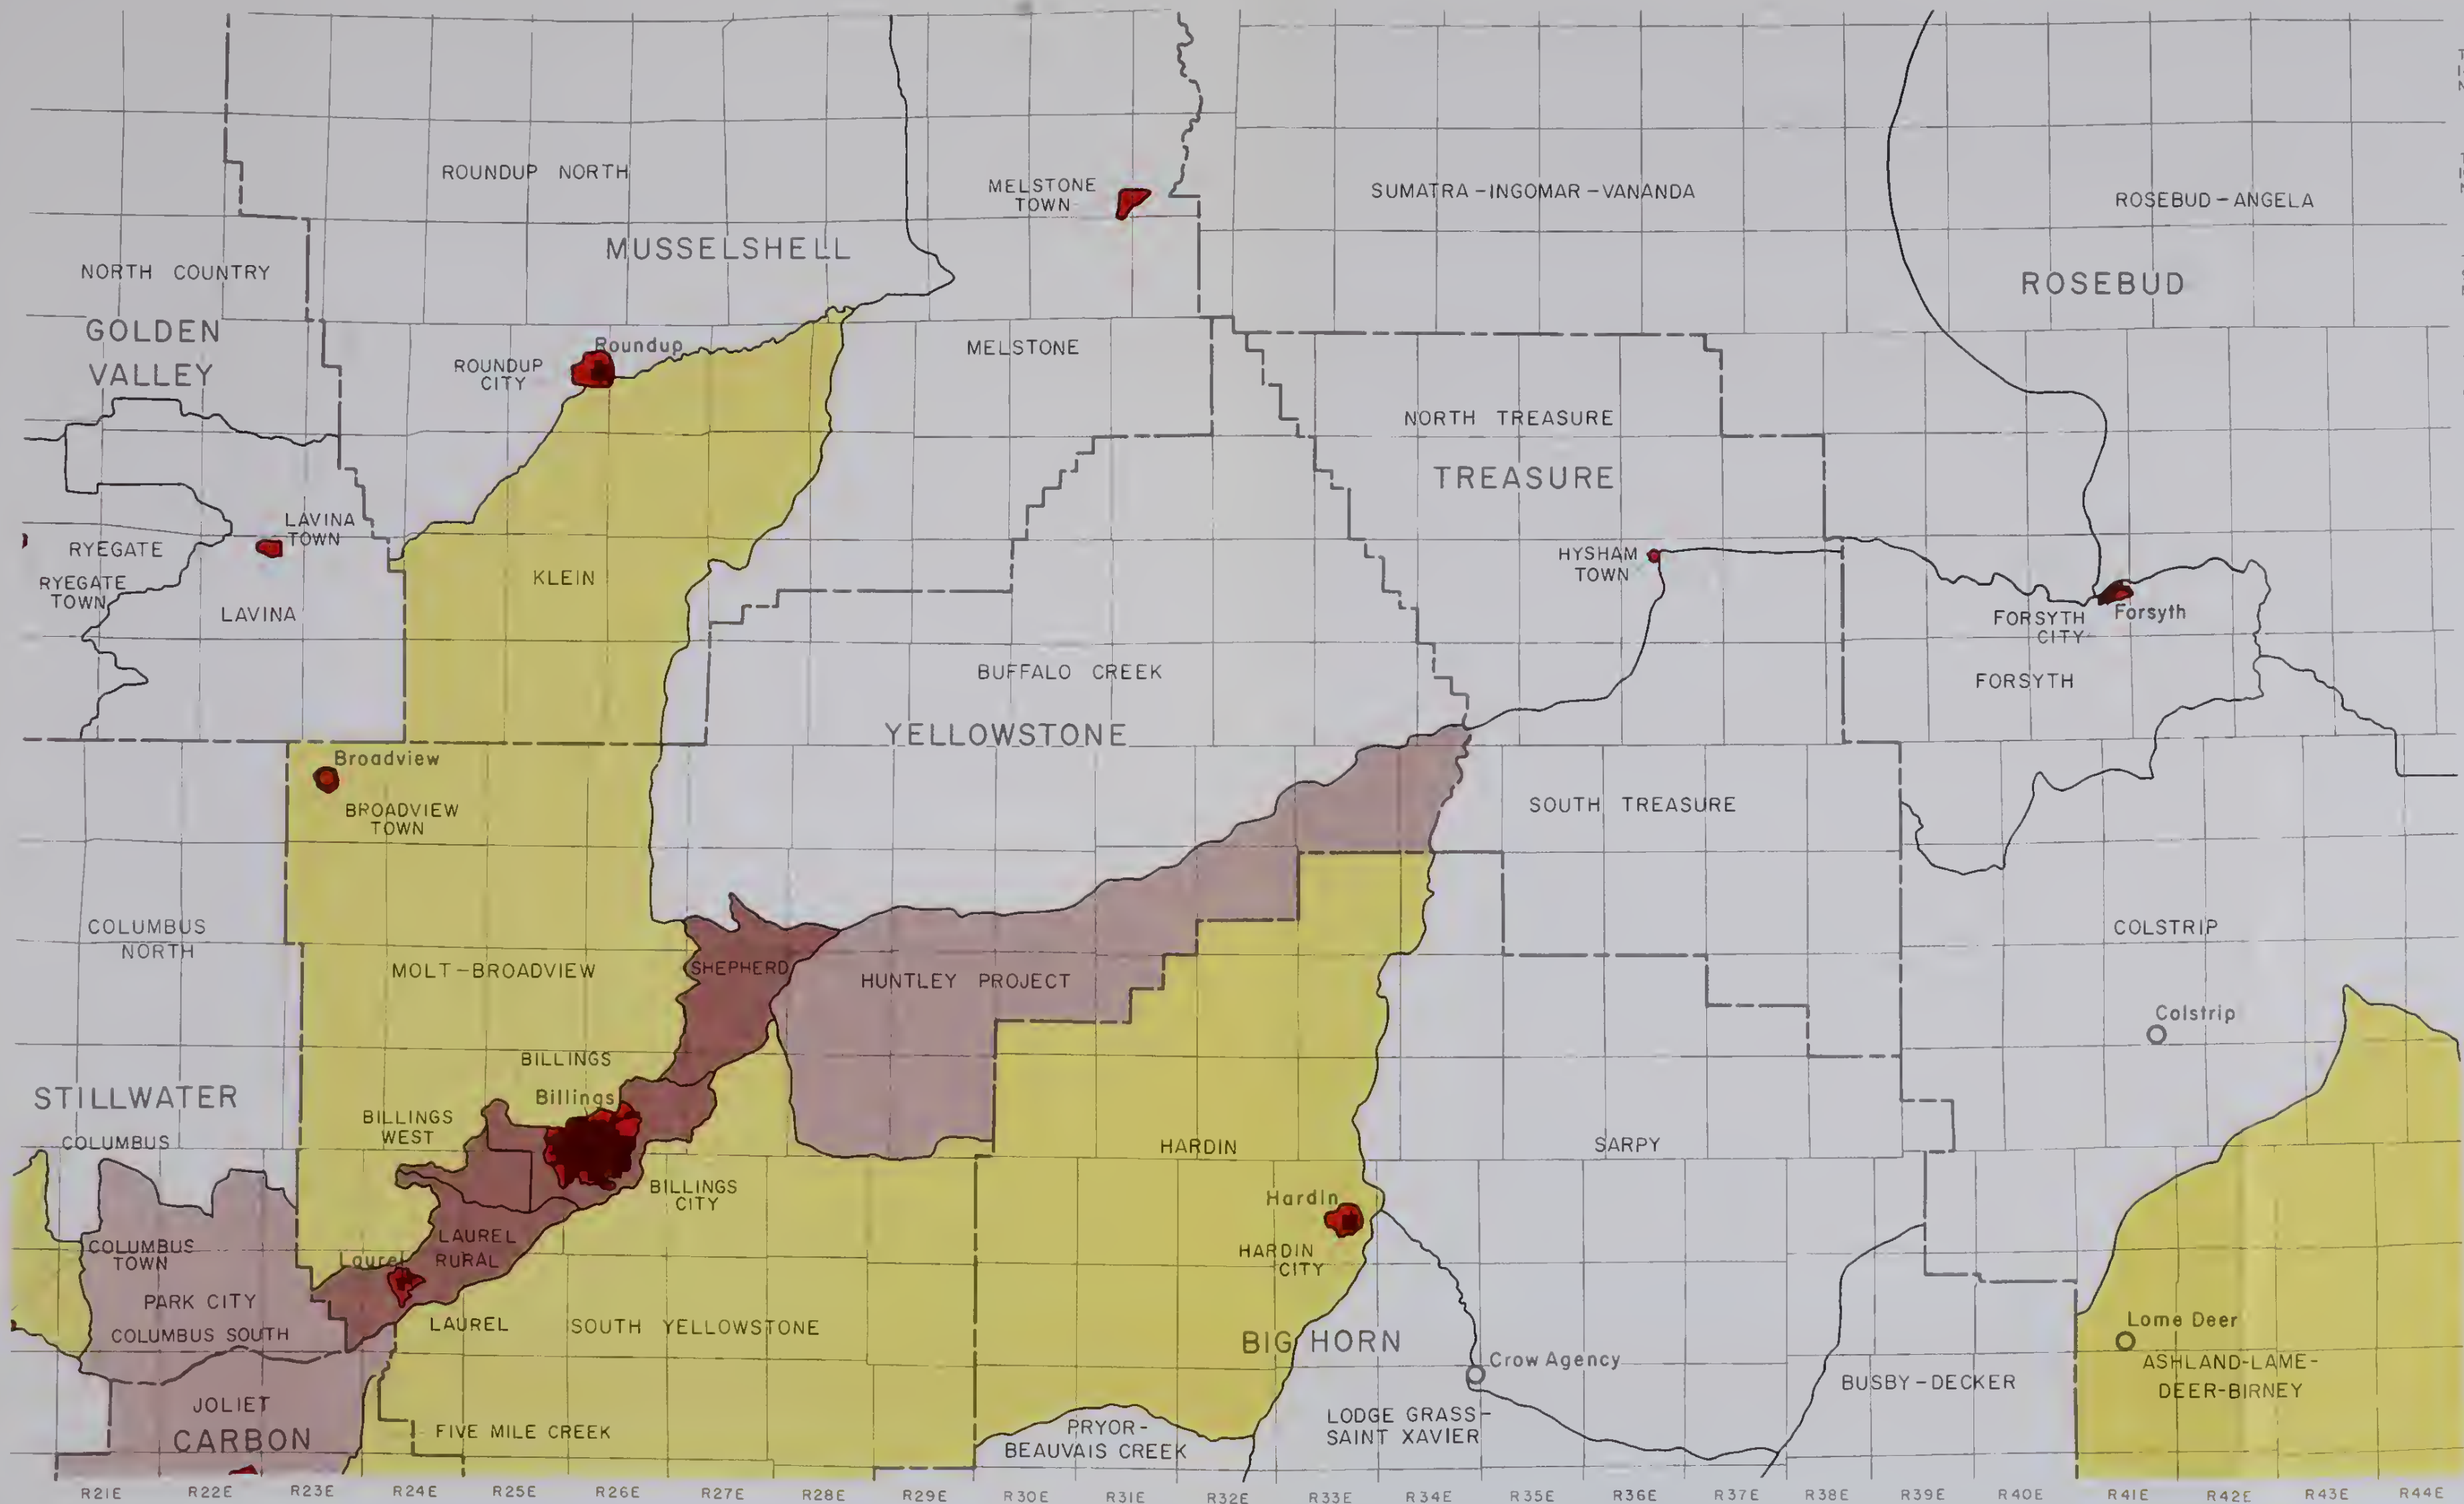 ROUNDUP NORTH
MELSTONE
TOWN
SUMATRA-INGOMAR-VANANDA
ROSEBUD-ANGELA
MUSSELSHELL
NORTH COUNTRY
ROSEBUD
GOLDEN
VALLEY
Roundup
ROUNDUP
CITY
MELSTONE
NORTH TREASURE
TREASURE
LAVINA
TOWN
RYEGATE
RYEGATE
TOWN
LAVINA
KLEIN
HYSHAM
TOWN
FORSYTH
CITY
Forsyth
FORSYTH
BUFFALO CREEK
YELLOWSTONE
Broadview
BROADVIEW
TOWN
SOUTH TREASURE
COLUMBUS
NORTH
MOLT-BROADVIEW
SHEPHERD
HUNTLEY PROJECT
COLSTRIP
Colstrip
BILLINGS
Billings
STILLWATER
BILLINGS
WEST
COLUMBUS
HARDIN
SARPY
BILLINGS
CITY
Hardin
COLUMBUS
TOWN
LAUREL
RURAL
Laurel
HARDIN
CITY
PARK CITY
COLUMBUS SOUTH
LAUREL
SOUTH YELLOWSTONE
BIG HORN
Crow Agency
Lome Deer
ASHLAND-LAME-
DEER-BIRNEY
BUSBY-DECKER
JOLIET
CARBON
FIVE MILE CREEK
PRYOR-
BEAUVAIS CREEK
LODGE GRASS-
SAINT XAVIER
R21E R22E R23E R24E R25E R26E R27E R28E R29E R30E R31E R32E R33E R34E R35E R36E R37E R38E R39E R40E R41E R42E R43E R44E